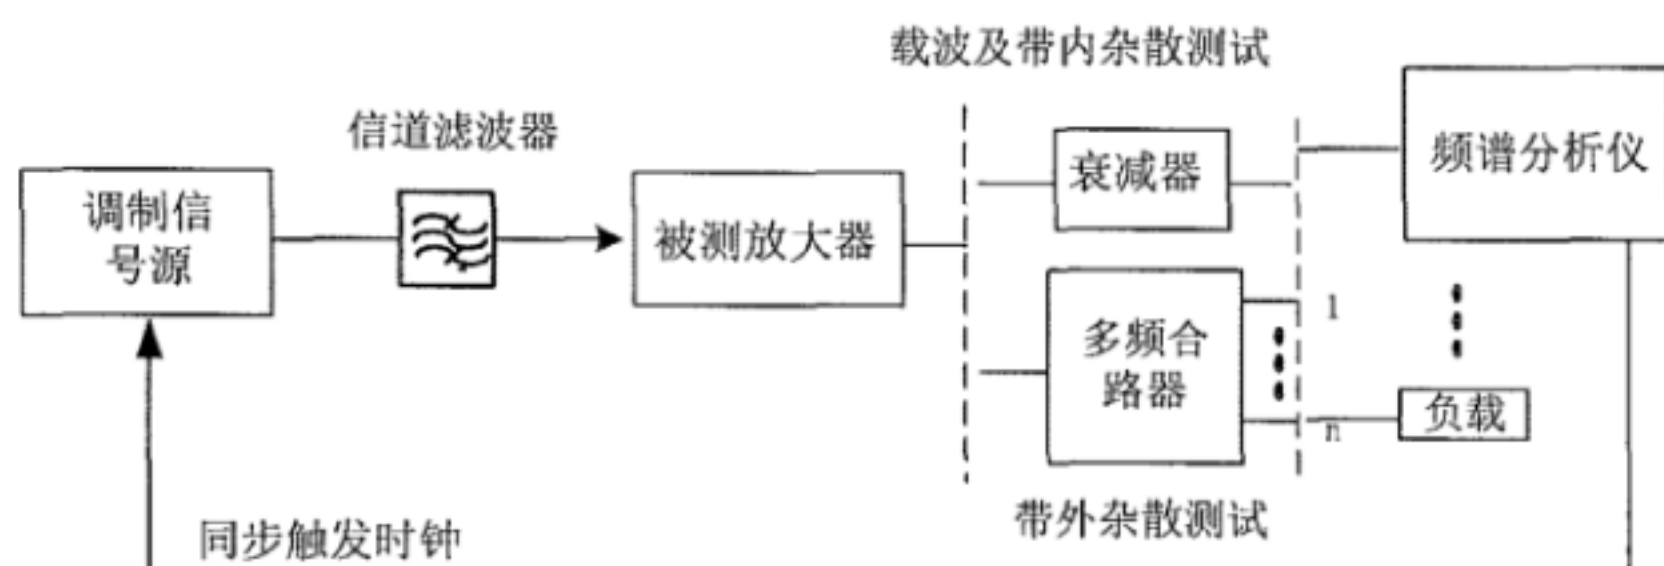 载波及带内杂散测试
信道滤波器
调制信
号源
被测放大器
衰减器
频谱分析仪
多频合
路器
1
n
负载
带外杂散测试
同步触发时钟